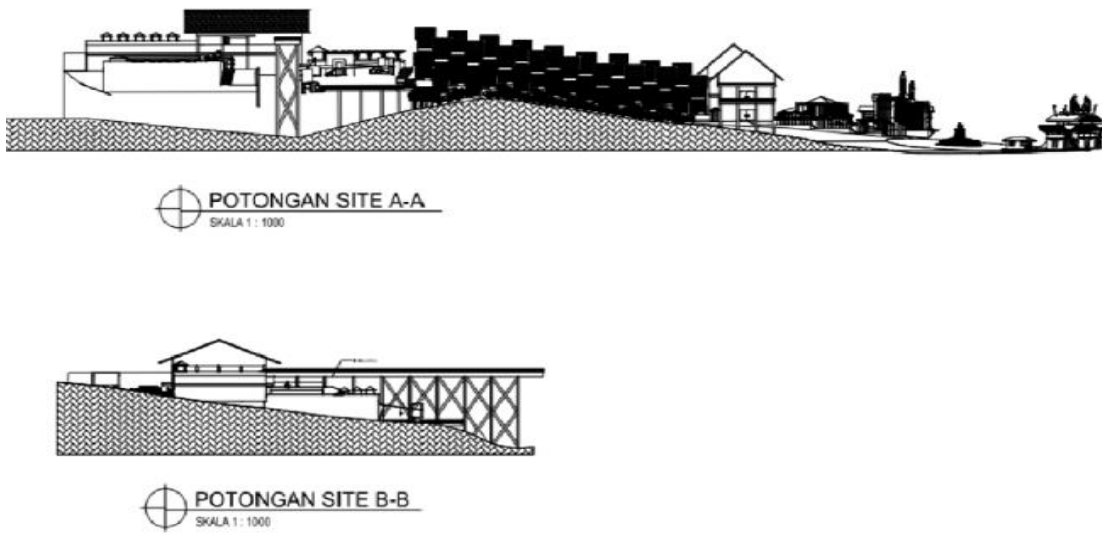 POTONGAN SITE A-A
SKALA 1 : 1000
POTONGAN SITE B-B
SKALA 1 : 1000